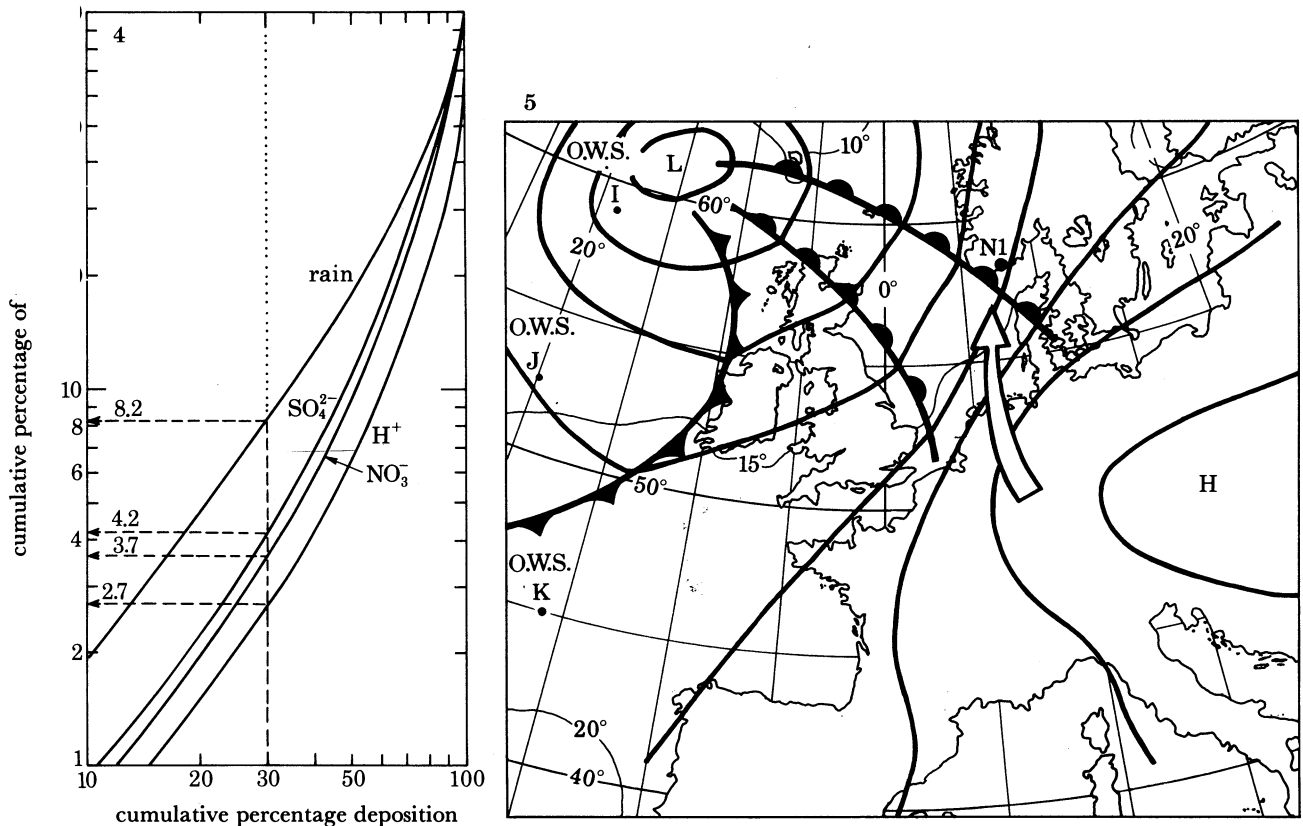 4
cumulative percentage of
rain
SO₄²⁻
H⁺
NO₃⁻
10
8.2
8
6
4.2
4
3.7
2.7
2
1
10
20
30
50
100
cumulative percentage deposition
5
O.W.S.
I
L
10°
60°
20°
N1
20°
0°
O.W.S.
J
15°
50°
H
O.W.S.
K
20°
40°